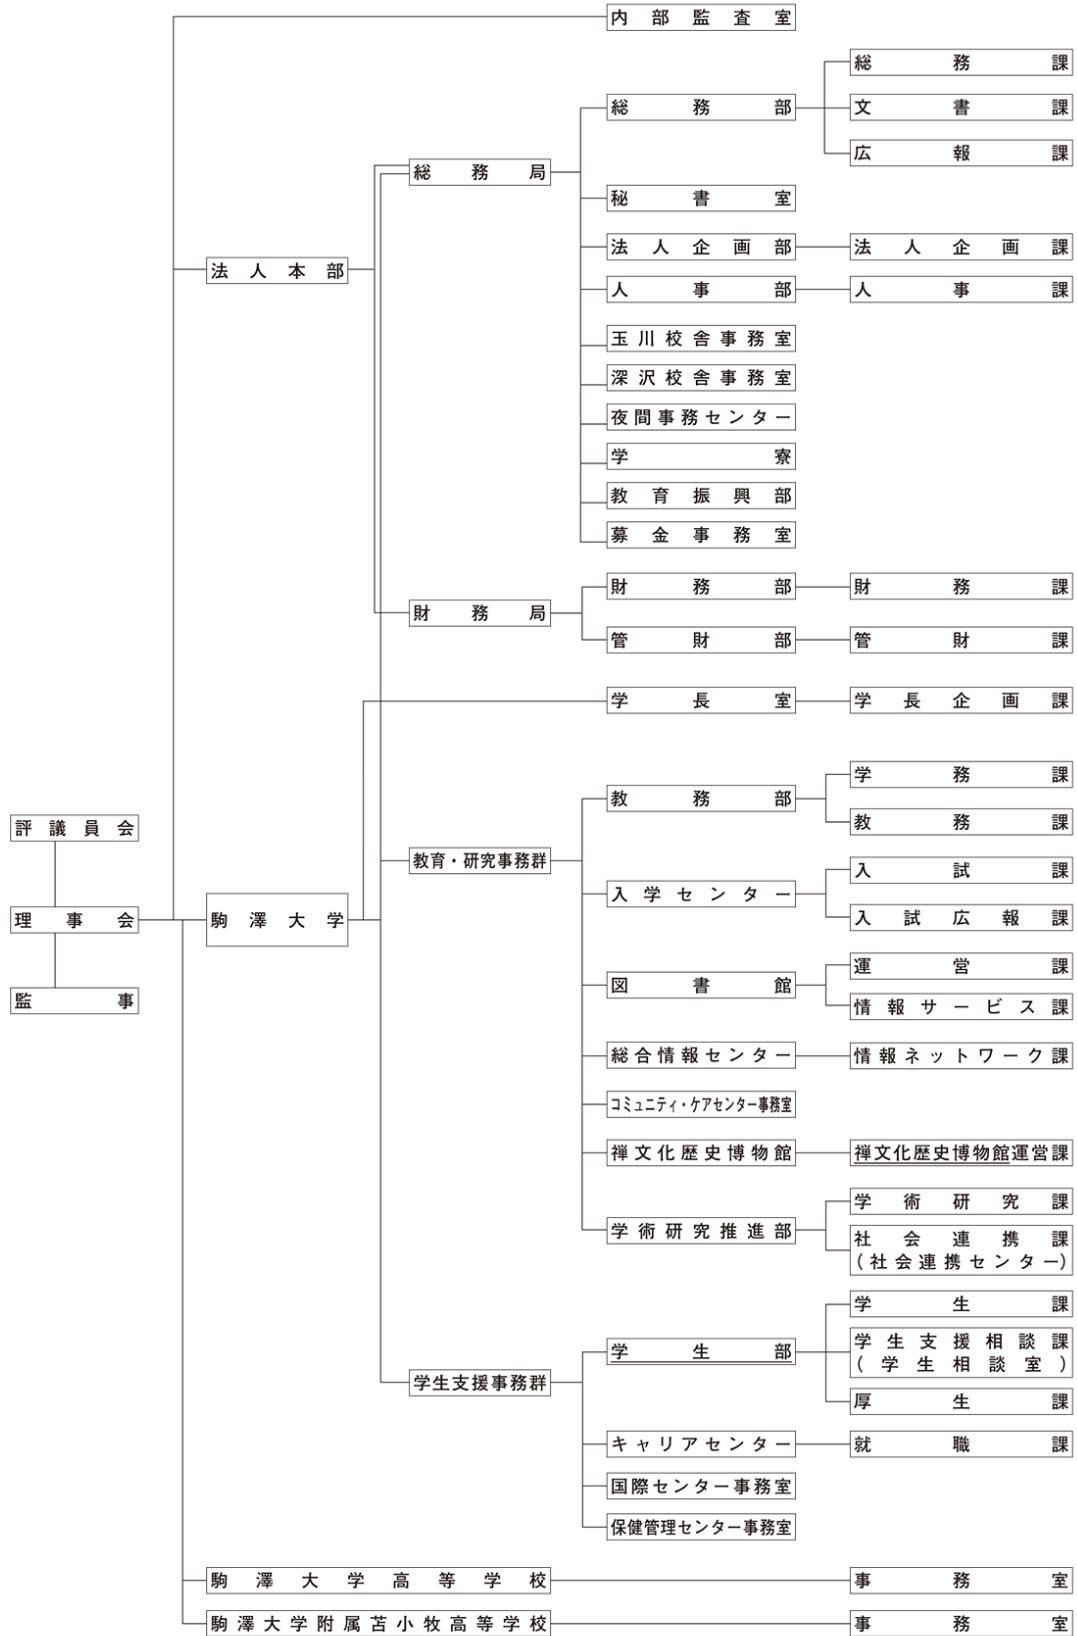 内部監査室
総務課
総務部
文書課
広報課
総務局
秘書室
法人企画部
法人企画課
法人本部
人事部
人事課
玉川校舎事務室
深沢校舎事務室
夜間事務センター
学寮
教育振興部
募金事務室
財務局
財務部
財務課
管財部
管財課
学長室
学長企画課
評議員会
理事会
監事
駒澤大学
教育・研究事務群
教務部
学務課
教務課
入学センター
入試課
入試広報課
図書館
運営課
情報サービス課
総合情報センター
情報ネットワーク課
コミュニティ・ケアセンター事務室
禅文化歴史博物館
禅文化歴史博物館運営課
学術研究推進部
学術研究課
社会連携課
(社会連携センター)
学生支援事務群
学生部
学生課
学生支援相談課
(学生相談室)
厚生課
キャリアセンター
就職課
国際センター事務室
保健管理センター事務室
駒澤大学高等学校
事務室
駒澤大学附属苫小牧高等学校
事務室